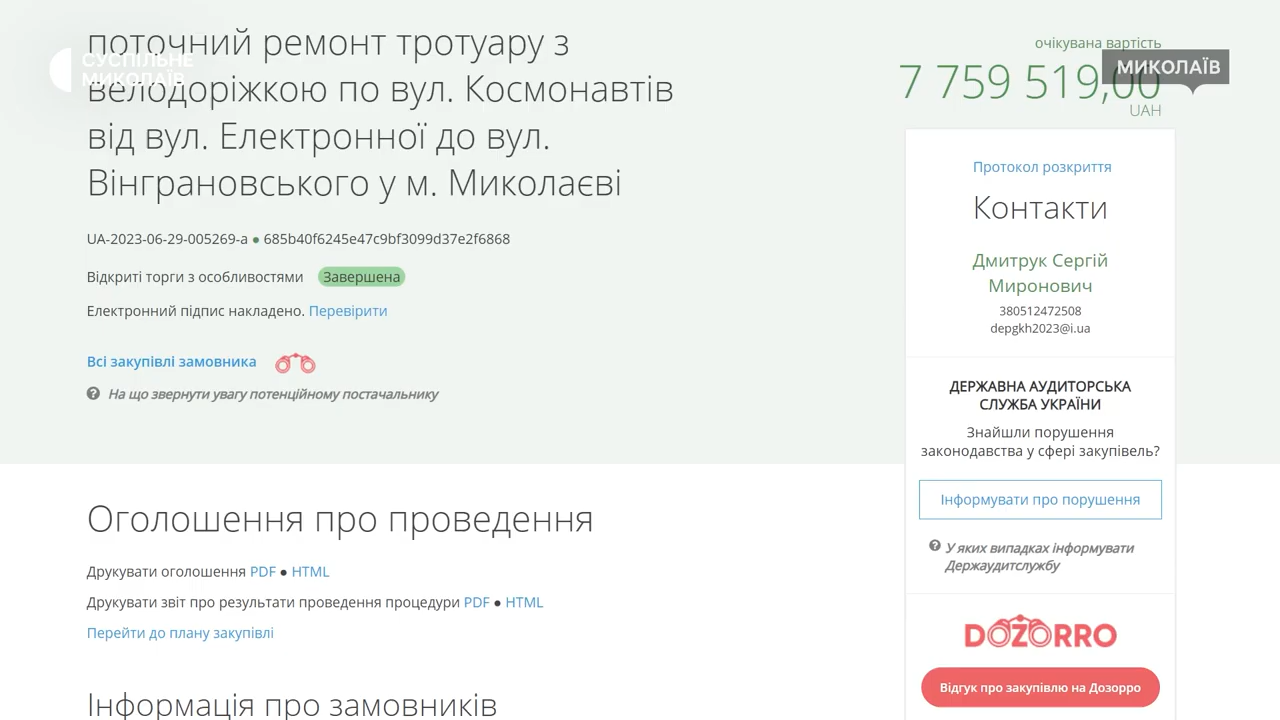 поточний ремонт тротуару з
велодоріжкою по вул. Космонавтів
від вул. Електронної до вул.
Вінграновського у м. Миколаєві
СУСПІЛЬНЕ
МИКОЛАЇВ
очікувана вартість
7 759 519,00
UAH
МИКОЛАЇВ
UA-2023-06-29-005269-a ● 685b40f6245e47c9bf3099d37e2f6868
Відкриті торги з особливостями Завершена
Електронний підпис накладено. Перевірити
Всі закупівлі замовника
На що звернути увагу потенційному постачальнику
Протокол розкриття
Контакти
Дмитрук Сергій
Миронович
380512472508
depgkh2023@i.ua
ДЕРЖАВНА АУДИТОРСЬКА
СЛУЖБА УКРАЇНИ
Знайшли порушення
законодавства у сфері закупівель?
Інформувати про порушення
У яких випадках інформувати
Держаудитслужбу
DOZORRO
Відгук про закупівлю на Дозорро
Оголошення про проведення
Друкувати оголошення PDF ● HTML
Друкувати звіт про результати проведення процедури PDF ● HTML
Перейти до плану закупівлі
Інформація про замовників